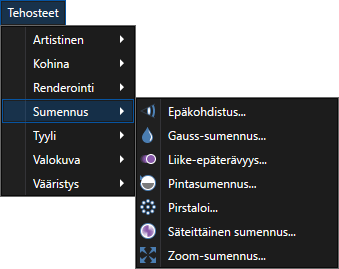 Tehosteet
Artistinen
Kohina
Renderointi
Sumennus
Tyyli
Valokuva
Vääristys
Epäkohdistus...
Gauss-sumennus...
Liike-epäterävyys...
Pintasumennus...
Pirstaloi...
Säteittäinen sumennus...
Zoom-sumennus...